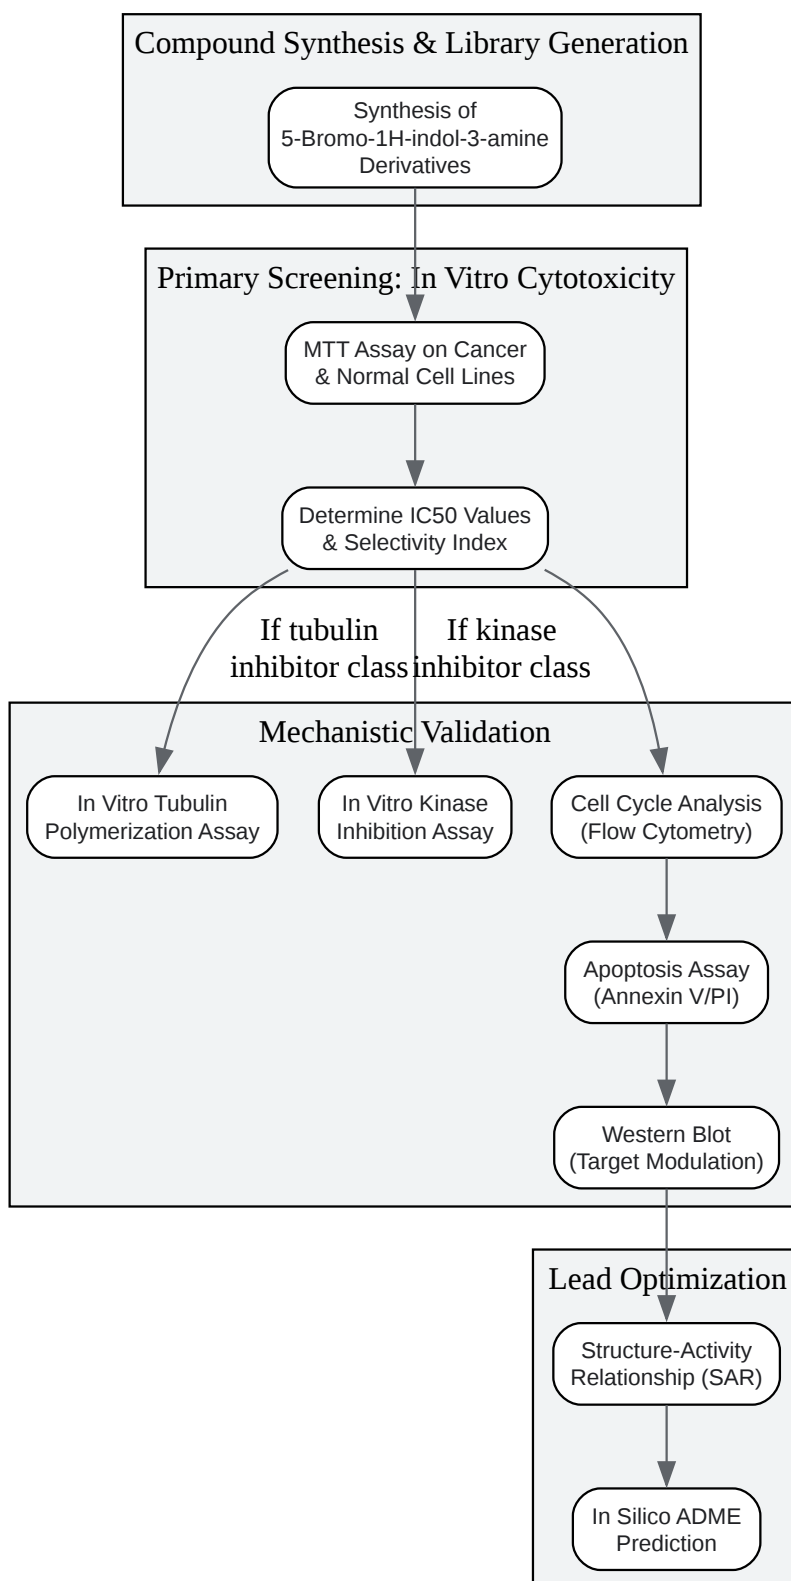 Compound Synthesis & Library Generation
Synthesis of
5-Bromo-1H-indol-3-amine
Derivatives
Primary Screening: In Vitro Cytotoxicity
MTT Assay on Cancer
& Normal Cell Lines
Determine IC50 Values
& Selectivity Index
If tubulin
inhibitor class
If kinase
inhibitor class
Mechanistic Validation
In Vitro Tubulin
Polymerization Assay
In Vitro Kinase
Inhibition Assay
Cell Cycle Analysis
(Flow Cytometry)
Apoptosis Assay
(Annexin V/PI)
Western Blot
(Target Modulation)
Lead Optimization
Structure-Activity
Relationship (SAR)
In Silico ADME
Prediction